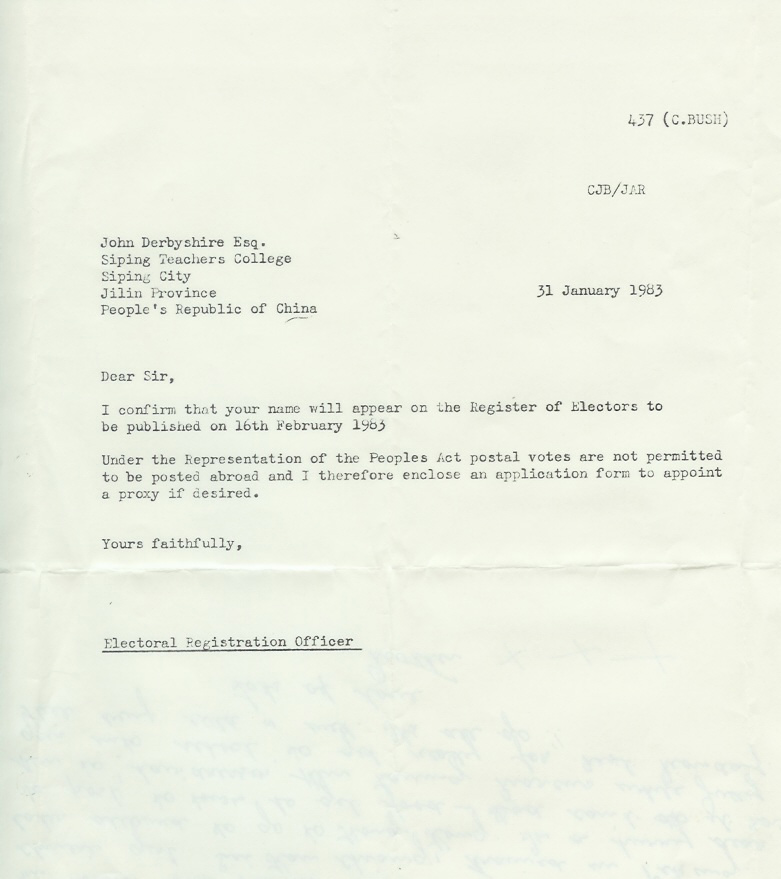 437 (C.BUSH)
CJB/JAR
John Derbyshire Esq.
Siping Teachers College
Siping City
Jilin Province
People's Republic of China
31 January 1983
Dear Sir,
I confirm that your name will appear on the Register of Electors to
be published on 16th February 1983
Under the Representation of the Peoples Act postal votes are not permitted
to be posted abroad and I therefore enclose an application form to appoint
a proxy if desired.
Yours faithfully,
Electoral Registration Officer